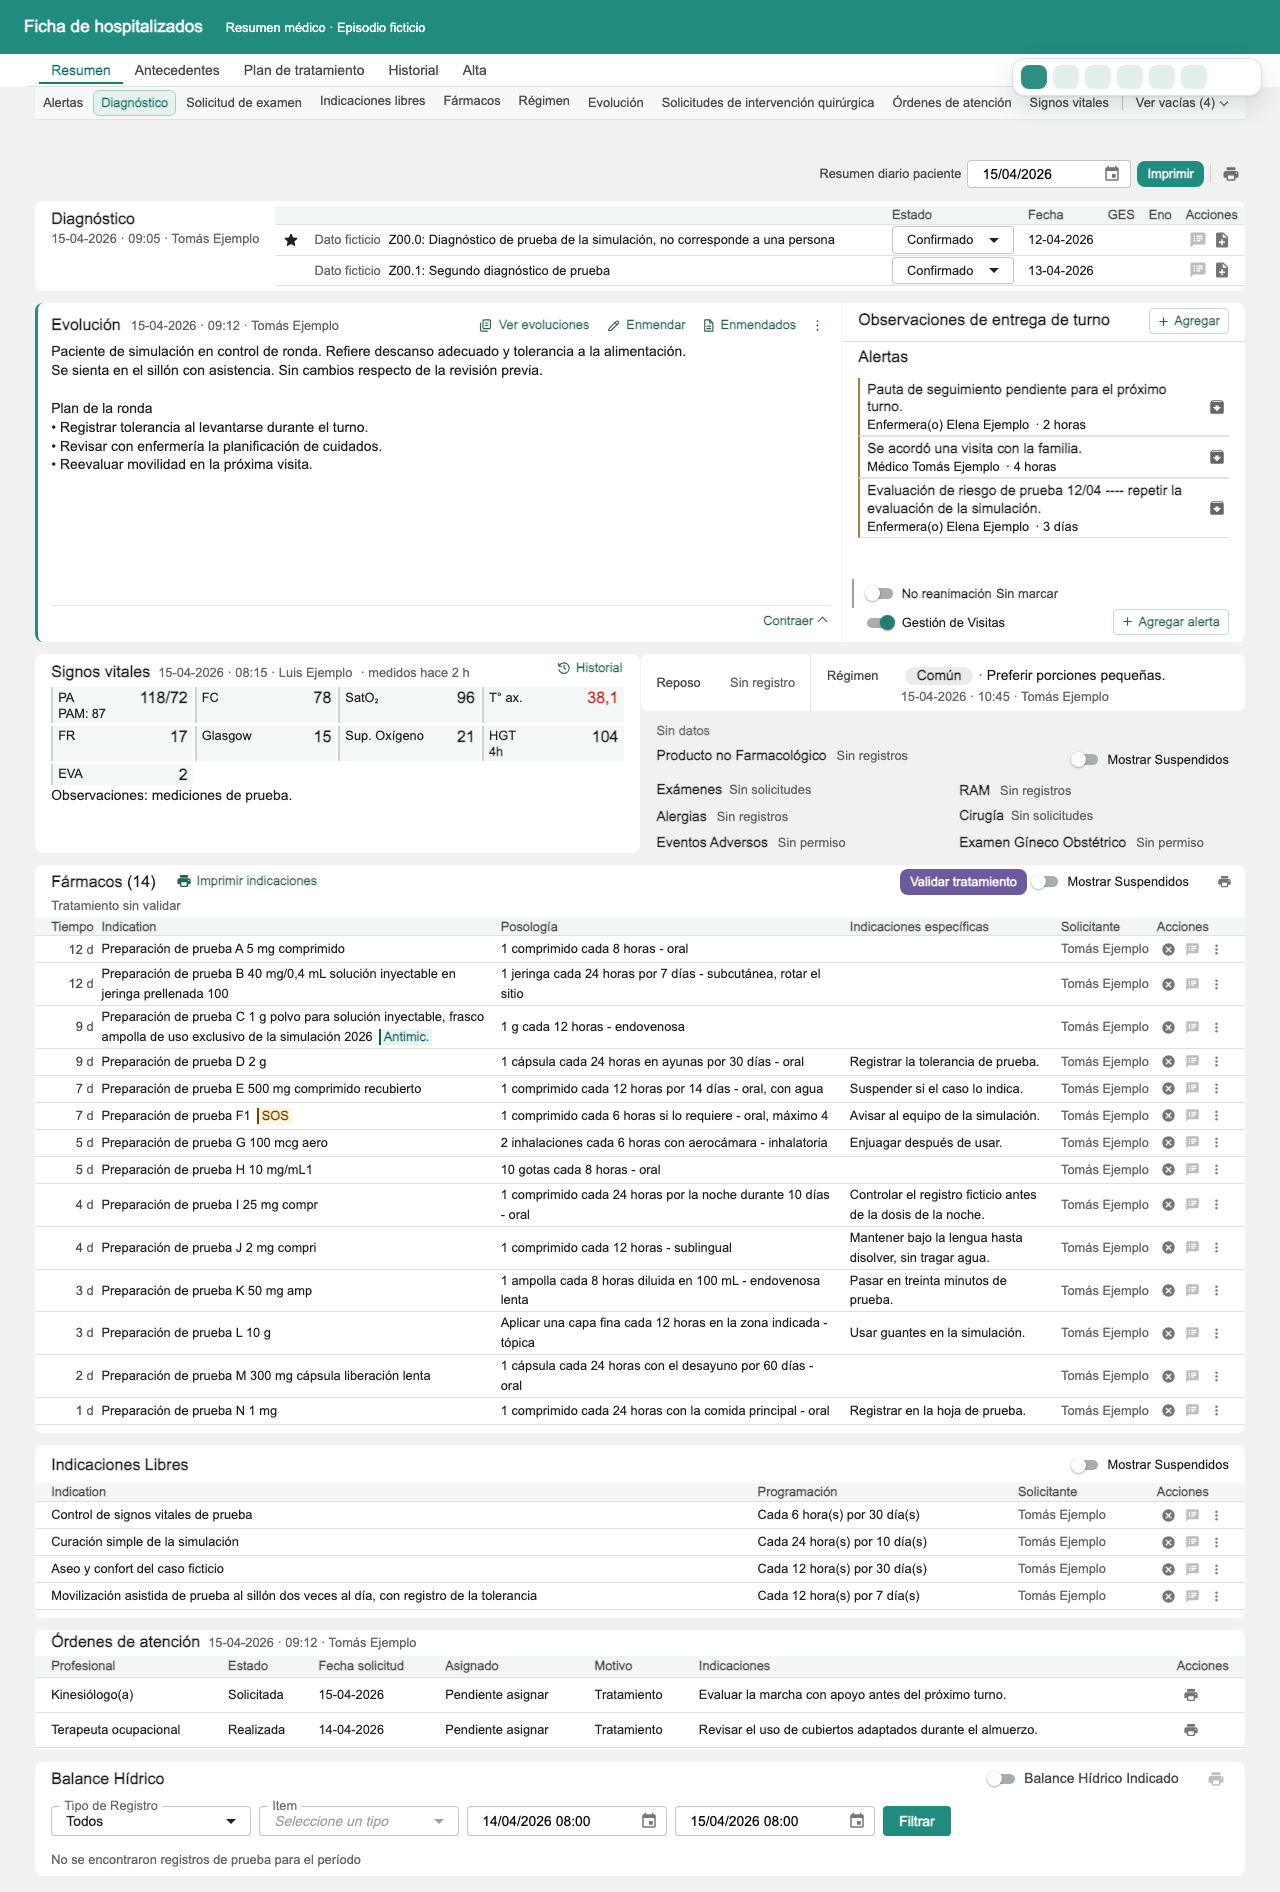 Ficha de hospitalizados Resumen médico · Episodio ficticio
Resumen Antecedentes Plan de tratamiento Historial Alta
Alertas Diagnóstico Solicitud de examen Indicaciones libres Fármacos Régimen Evolución Solicitudes de intervención quirúrgica Órdenes de atención Signos vitales Ver vacías (4)
Resumen diario paciente 15/04/2026 Imprimir
Diagnóstico
15-04-2026 · 09:05 · Tomás Ejemplo
Estado Fecha GES Eno Acciones
Dato ficticio Z00.0: Diagnóstico de prueba de la simulación, no corresponde a una persona Confirmado 12-04-2026
Dato ficticio Z00.1: Segundo diagnóstico de prueba Confirmado 13-04-2026
Evolución 15-04-2026 · 09:12 · Tomás Ejemplo Ver evoluciones Enmendar Enmendados
Paciente de simulación en control de ronda. Refiere descanso adecuado y tolerancia a la alimentación.
Se sienta en el sillón con asistencia. Sin cambios respecto de la revisión previa.
Plan de la ronda
• Registrar tolerancia al levantarse durante el turno.
• Revisar con enfermería la planificación de cuidados.
• Reevaluar movilidad en la próxima visita.
Contraer
Observaciones de entrega de turno + Agregar
Alertas
Pauta de seguimiento pendiente para el próximo
turno.
Enfermera(o) Elena Ejemplo · 2 horas
Se acordó una visita con la familia.
Médico Tomás Ejemplo · 4 horas
Evaluación de riesgo de prueba 12/04 ---- repetir la
evaluación de la simulación.
Enfermera(o) Elena Ejemplo · 3 días
No reanimación Sin marcar
Gestión de Visitas + Agregar alerta
Signos vitales 15-04-2026 · 08:15 · Luis Ejemplo · medidos hace 2 h Historial
PA 118/72 FC 78 SatO₂ 96 T° ax. 38,1
PAM: 87
FR 17 Glasgow 15 Sup. Oxígeno 21 HGT 104
4h
EVA 2
Observaciones: mediciones de prueba.
Reposo Sin registro
Régimen Común · Preferir porciones pequeñas.
15-04-2026 · 10:45 · Tomás Ejemplo
Sin datos
Producto no Farmacológico Sin registros Mostrar Suspendidos
Exámenes Sin solicitudes RAM Sin registros
Alergias Sin registros Cirugía Sin solicitudes
Eventos Adversos Sin permiso Examen Gíneco Obstétrico Sin permiso
Fármacos (14) Imprimir indicaciones Validar tratamiento Mostrar Suspendidos
Tratamiento sin validar
Tiempo Indication Posología Indicaciones específicas Solicitante Acciones
12 d Preparación de prueba A 5 mg comprimido 1 comprimido cada 8 horas - oral Tomás Ejemplo
12 d Preparación de prueba B 40 mg/0,4 mL solución inyectable en
jeringa prellenada 100 1 jeringa cada 24 horas por 7 días - subcutánea, rotar el
sitio Tomás Ejemplo
9 d Preparación de prueba C 1 g polvo para solución inyectable, frasco
ampolla de uso exclusivo de la simulación 2026 Antimic. 1 g cada 12 horas - endovenosa Tomás Ejemplo
9 d Preparación de prueba D 2 g 1 cápsula cada 24 horas en ayunas por 30 días - oral Registrar la tolerancia de prueba. Tomás Ejemplo
7 d Preparación de prueba E 500 mg comprimido recubierto 1 comprimido cada 12 horas por 14 días - oral, con agua Suspender si el caso lo indica. Tomás Ejemplo
7 d Preparación de prueba F1 SOS 1 comprimido cada 6 horas si lo requiere - oral, máximo 4 Avisar al equipo de la simulación. Tomás Ejemplo
5 d Preparación de prueba G 100 mcg aero 2 inhalaciones cada 6 horas con aerocámara - inhalatoria Enjuagar después de usar. Tomás Ejemplo
5 d Preparación de prueba H 10 mg/mL1 10 gotas cada 8 horas - oral Tomás Ejemplo
4 d Preparación de prueba I 25 mg compr 1 comprimido cada 24 horas por la noche durante 10 días
- oral Controlar el registro ficticio antes
de la dosis de la noche. Tomás Ejemplo
4 d Preparación de prueba J 2 mg compri 1 comprimido cada 12 horas - sublingual Mantener bajo la lengua hasta
disolver, sin tragar agua. Tomás Ejemplo
3 d Preparación de prueba K 50 mg amp 1 ampolla cada 8 horas diluida en 100 mL - endovenosa
lenta Pasar en treinta minutos de
prueba. Tomás Ejemplo
3 d Preparación de prueba L 10 g Aplicar una capa fina cada 12 horas en la zona indicada -
tópica Usar guantes en la simulación. Tomás Ejemplo
2 d Preparación de prueba M 300 mg cápsula liberación lenta 1 cápsula cada 24 horas con el desayuno por 60 días -
oral Tomás Ejemplo
1 d Preparación de prueba N 1 mg 1 comprimido cada 24 horas con la comida principal - oral Registrar en la hoja de prueba. Tomás Ejemplo
Indicaciones Libres Mostrar Suspendidos
Indication Programación Solicitante Acciones
Control de signos vitales de prueba Cada 6 hora(s) por 30 día(s) Tomás Ejemplo
Curación simple de la simulación Cada 24 hora(s) por 10 día(s) Tomás Ejemplo
Aseo y confort del caso ficticio Cada 12 hora(s) por 30 día(s) Tomás Ejemplo
Movilización asistida de prueba al sillón dos veces al día, con registro de la tolerancia Cada 12 hora(s) por 7 día(s) Tomás Ejemplo
Órdenes de atención 15-04-2026 · 09:12 · Tomás Ejemplo
Profesional Estado Fecha solicitud Asignado Motivo Indicaciones Acciones
Kinesiólogo(a) Solicitada 15-04-2026 Pendiente asignar Tratamiento Evaluar la marcha con apoyo antes del próximo turno.
Terapeuta ocupacional Realizada 14-04-2026 Pendiente asignar Tratamiento Revisar el uso de cubiertos adaptados durante el almuerzo.
Balance Hídrico Balance Hídrico Indicado
Tipo de Registro Item
Todos Seleccione un tipo 14/04/2026 08:00 15/04/2026 08:00 Filtrar
No se encontraron registros de prueba para el período